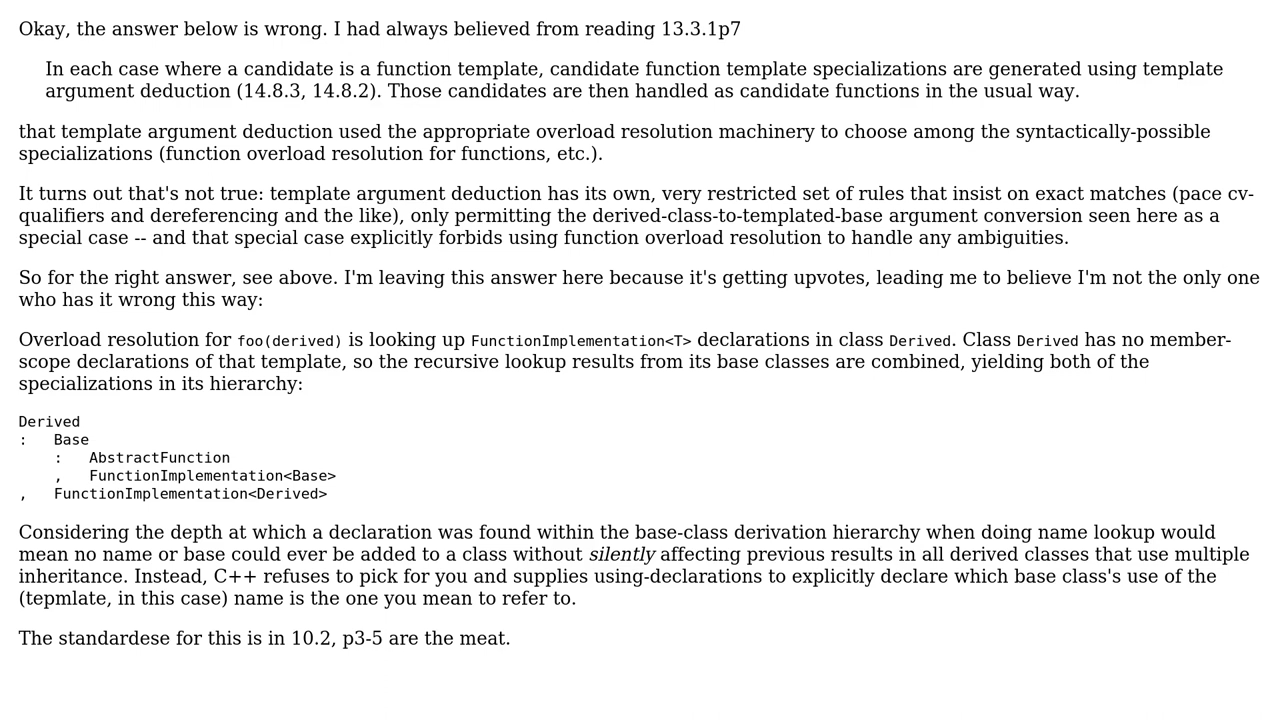 Okay, the answer below is wrong. I had always believed from reading 13.3.1p7
In each case where a candidate is a function template, candidate function template specializations are generated using template
argument deduction (14.8.3, 14.8.2). Those candidates are then handled as candidate functions in the usual way.
that template argument deduction used the appropriate overload resolution machinery to choose among the syntactically-possible
specializations (function overload resolution for functions, etc.).
It turns out that's not true: template argument deduction has its own, very restricted set of rules that insist on exact matches (pace cv-
qualifiers and dereferencing and the like), only permitting the derived-class-to-templated-base argument conversion seen here as a
special case -- and that special case explicitly forbids using function overload resolution to handle any ambiguities.
So for the right answer, see above. I'm leaving this answer here because it's getting upvotes, leading me to believe I'm not the only one
who has it wrong this way:
Overload resolution for foo(derived) is looking up FunctionImplementation<T> declarations in class Derived. Class Derived has no member-
scope declarations of that template, so the recursive lookup results from its base classes are combined, yielding both of the
specializations in its hierarchy:
Derived
:   Base
    :   AbstractFunction
    ,   FunctionImplementation<Base>
,   FunctionImplementation<Derived>
Considering the depth at which a declaration was found within the base-class derivation hierarchy when doing name lookup would
mean no name or base could ever be added to a class without silently affecting previous results in all derived classes that use multiple
inheritance. Instead, C++ refuses to pick for you and supplies using-declarations to explicitly declare which base class's use of the
(tepmlate, in this case) name is the one you mean to refer to.
The standardese for this is in 10.2, p3-5 are the meat.